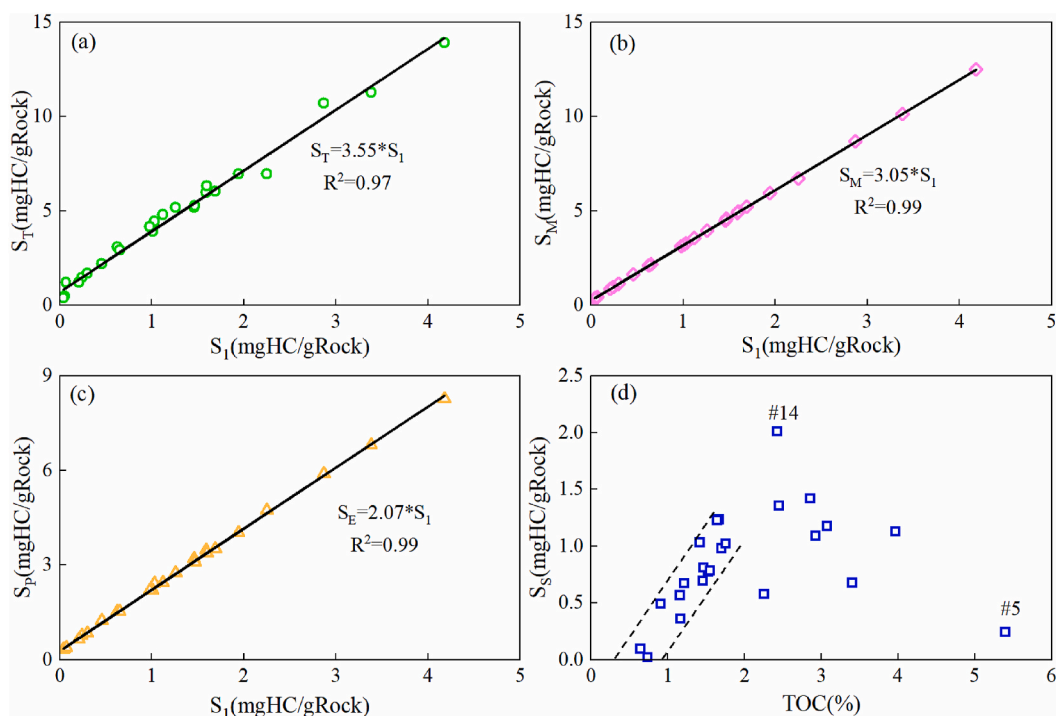 (a)
S_T(mgHC/gRock)
15
10
5
0
S_T=3.55*S_1
R²=0.97
0 1 2 3 4 5
S_1(mgHC/gRock)
(b)
S_M(mgHC/gRock)
15
10
5
0
S_M=3.05*S_1
R²=0.99
0 1 2 3 4 5
S_1(mgHC/gRock)
(c)
S_P(mgHC/gRock)
9
6
3
0
S_E=2.07*S_1
R²=0.99
0 1 2 3 4 5
S_1(mgHC/gRock)
(d)
S_S(mgHC/gRock)
2.5
2.0
1.5
1.0
0.5
0.0
#14
#5
0 1 2 3 4 5 6
TOC(%)